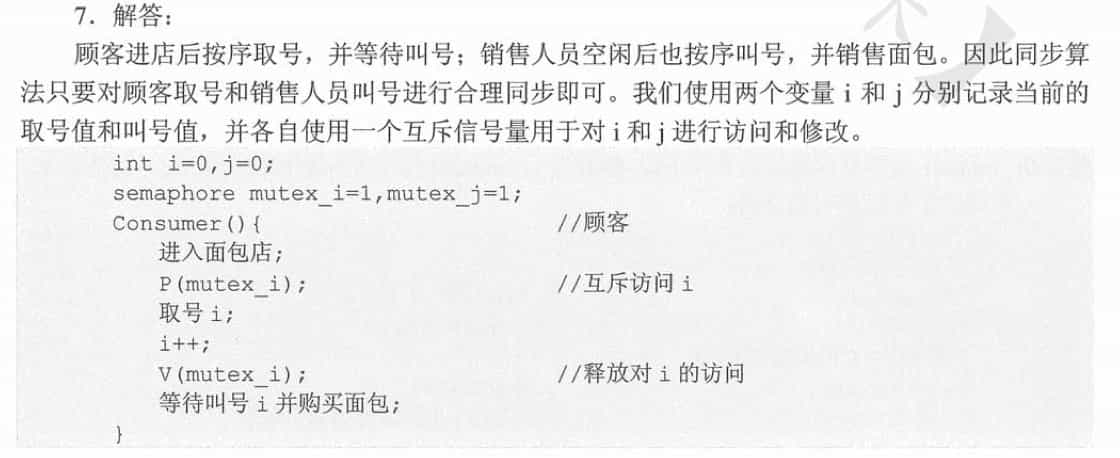 7．解答：
顾客进店后按序取号，并等待叫号；销售人员空闲后也按序叫号，并销售面包。因此同步算
法只要对顾客取号和销售人员叫号进行合理同步即可。我们使用两个变量 i 和 j 分别记录当前的
取号值和叫号值，并各自使用一个互斥信号量用于对 i 和 j 进行访问和修改。
int i=0,j=0;
semaphore mutex_i=1,mutex_j=1;
Consumer(){ //顾客
进入面包店;
P(mutex_i); //互斥访问 i
取号 i;
i++;
V(mutex_i); //释放对 i 的访问
等待叫号 i 并购买面包;
}